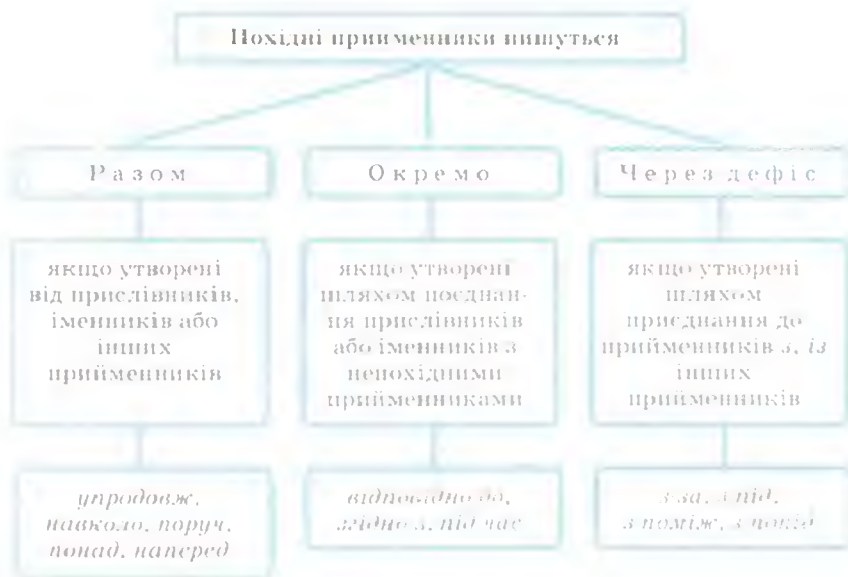 Похідні прийменники пишуться
Разом
Окремо
Через дефіс
якщо утворені
від прислівників,
іменників або
інших
прийменників
якщо утворені
шляхом поєднан-
ня прислівників
або іменників з
непохідними
прийменниками
якщо утворені
шляхом
приєднання до
прийменників з, із
інших
прийменників
упродовж,
навколо, поруч,
понад, наперед
відповідно до,
згідно з, під час
з-за, з-під,
з-поміж, з-понад